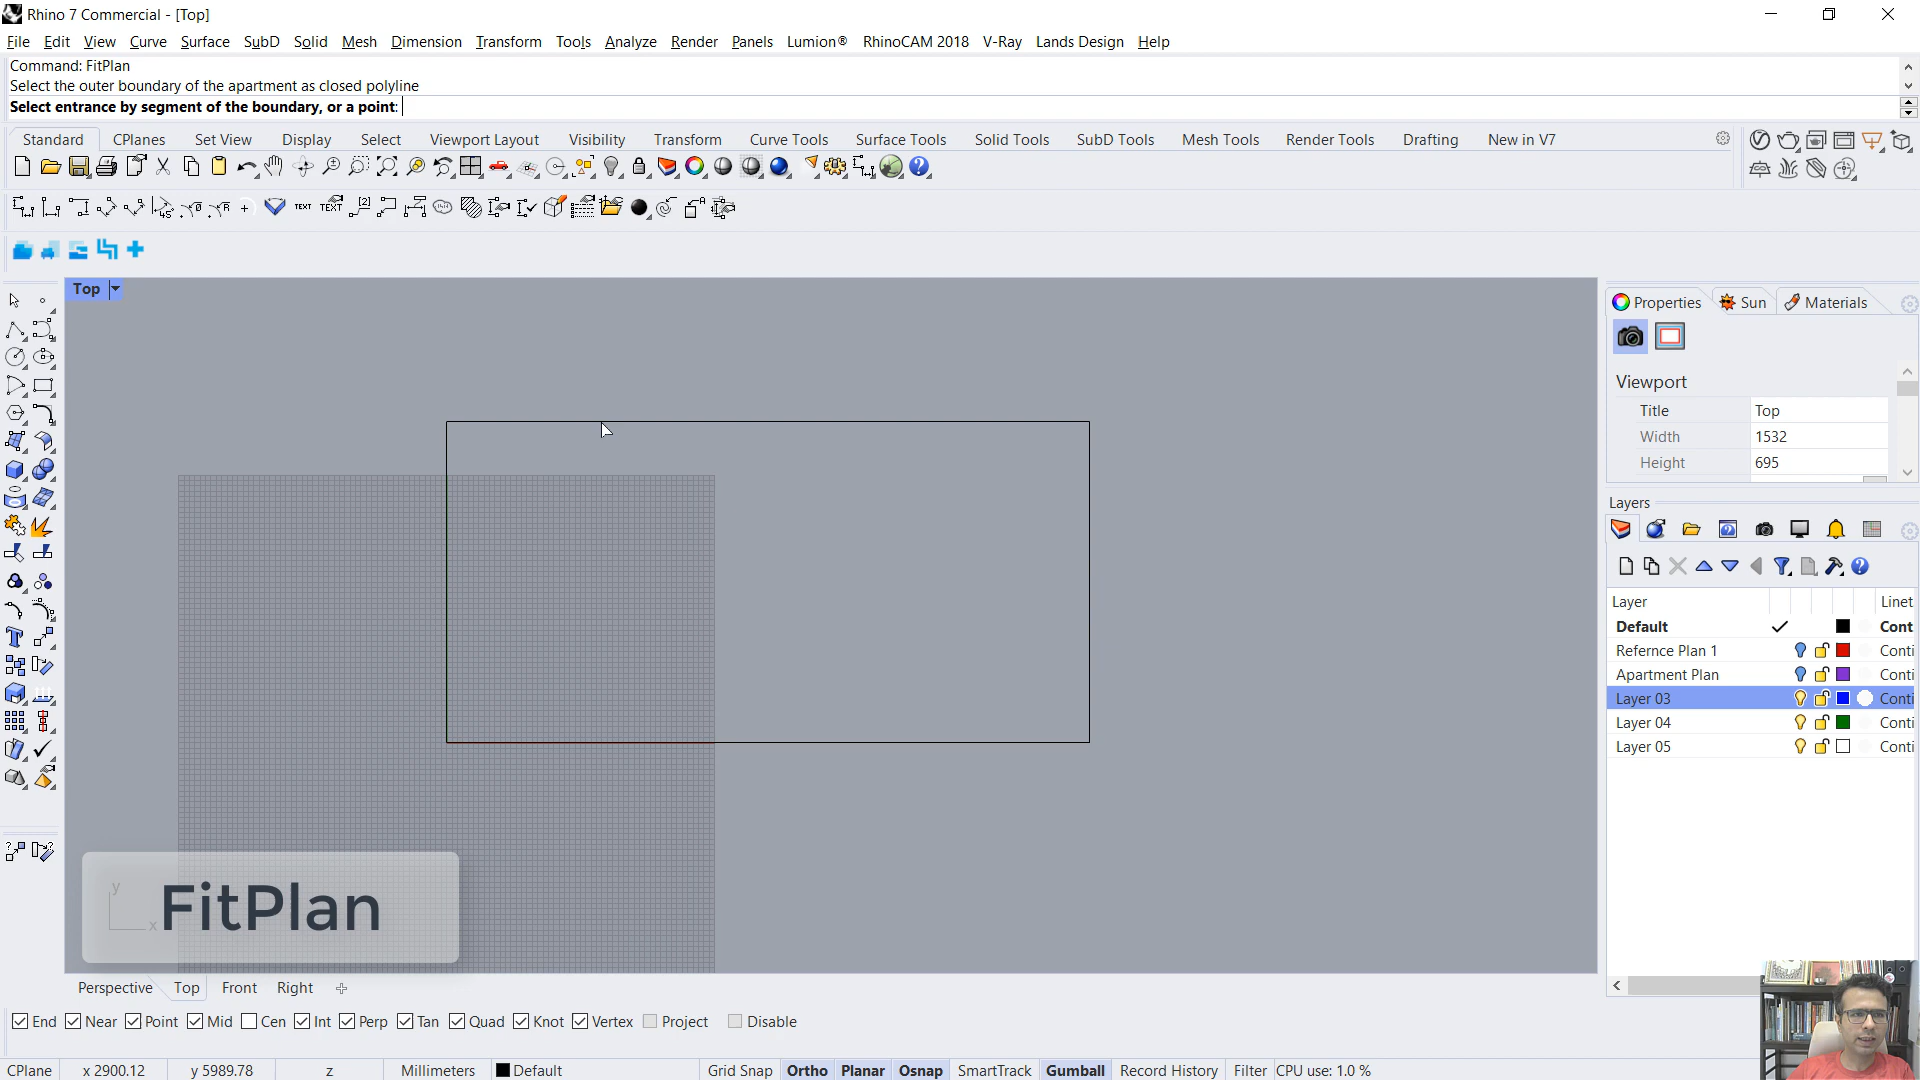 Rhino 7 Commercial - [Top]
File Edit View Curve Surface SubD Solid Mesh Dimension Transform Tools Analyze Render Panels Lumion® RhinoCAM 2018 V-Ray Lands Design Help
Command: FitPlan
Select the outer boundary of the apartment as closed polyline
Select entrance by segment of the boundary, or a point:
Standard CPlanes Set View Display Select Viewport Layout Visibility Transform Curve Tools Surface Tools Solid Tools SubD Tools Mesh Tools Render Tools Drafting New in V7
TEXT TEXT
Top
Properties Sun Materials
Viewport
Title Top
Width 1532
Height 695
Layers
Layer Linet
Default Cont
Refernce Plan 1 Conti
Apartment Plan Conti
Layer 03 Conti
Layer 04 Conti
Layer 05 Conti
y
x
FitPlan
Perspective Top Front Right
End Near Point Mid Cen Int Perp Tan Quad Knot Vertex Project Disable
CPlane x 2900.12 y 5989.78 z Millimeters Default Grid Snap Ortho Planar Osnap SmartTrack Gumball Record History Filter CPU use: 1.0 %